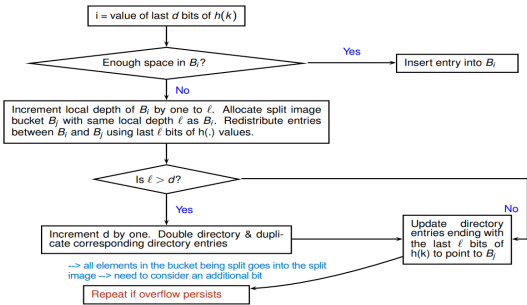 i = value of last d bits of h(k)
Enough space in Bᵢ?
Yes
Insert entry into Bᵢ
No
Increment local depth of Bᵢ by one to ℓ. Allocate split image
bucket Bⱼ with same local depth ℓ as Bᵢ. Redistribute entries
between Bᵢ and Bⱼ using last ℓ bits of h(.) values.
Is ℓ > d?
Yes
No
Increment d by one. Double directory & dupli-
cate corresponding directory entries
Update directory
entries ending with
the last ℓ bits of
h(k) to point to Bⱼ
--> all elements in the bucket being split goes into the split
image --> need to consider an additional bit
Repeat if overflow persists